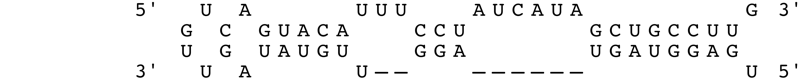 5' U A UUU AUCAUA G 3'
G C GUACA CCU GCUGCCUU
U G UAUGU GGA UGAUGGAG
3' U A U–– –––––– U 5'